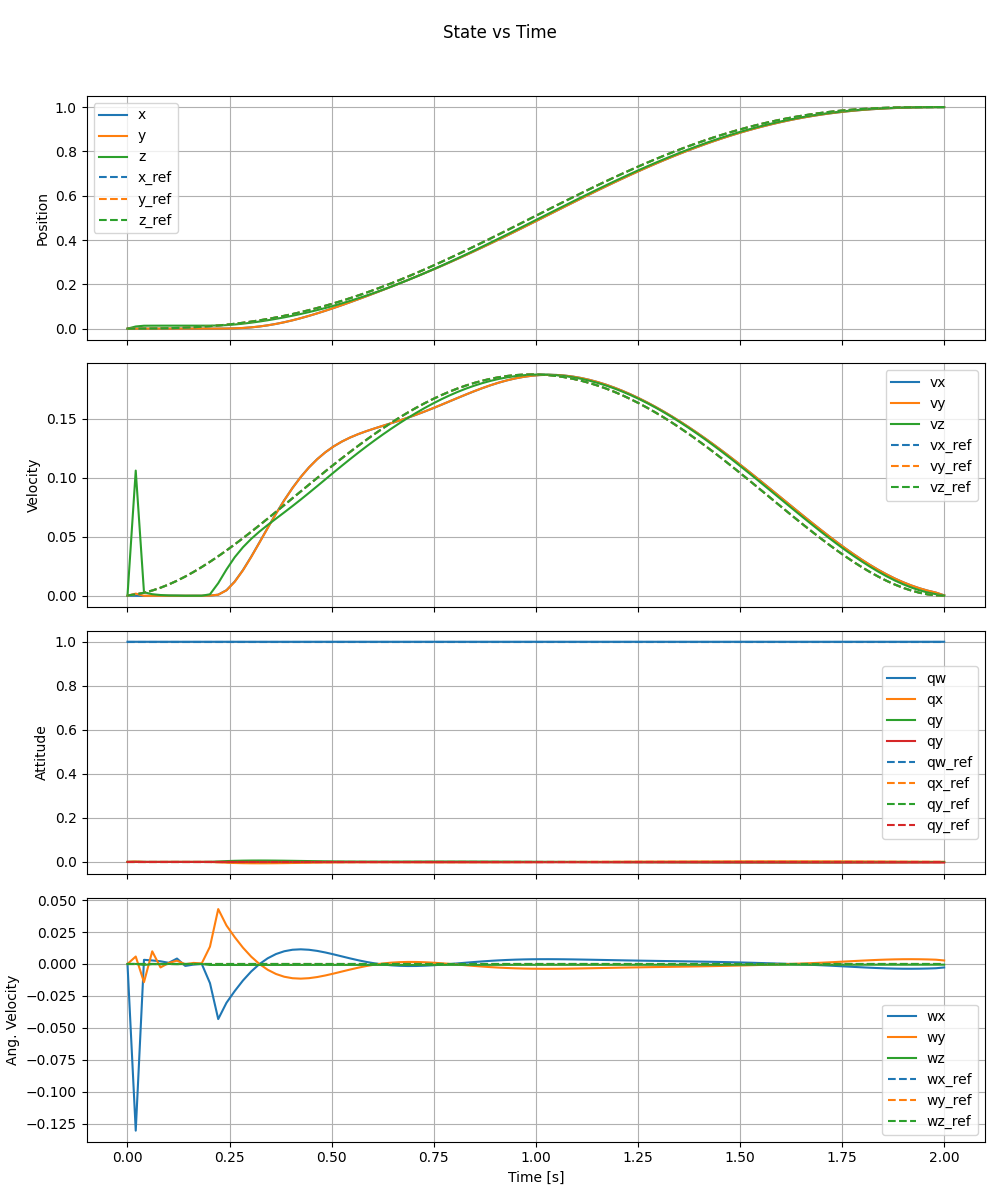 State vs Time
1.0
0.8
0.6
0.4
0.2
0.0
Position
x
y
z
x_ref
y_ref
z_ref
0.15
0.10
0.05
0.00
Velocity
vx
vy
vz
vx_ref
vy_ref
vz_ref
1.0
0.8
0.6
0.4
0.2
0.0
Attitude
qw
qx
qy
qy
qw_ref
qx_ref
qy_ref
qy_ref
0.050
0.025
0.000
−0.025
−0.050
−0.075
−0.100
−0.125
Ang. Velocity
wx
wy
wz
wx_ref
wy_ref
wz_ref
0.00 0.25 0.50 0.75 1.00 1.25 1.50 1.75 2.00
Time [s]